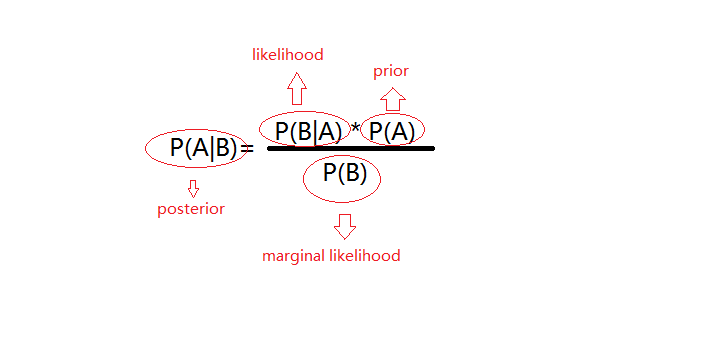 likelihood
prior
P(A|B)= P(B|A) * P(A)
P(B)
posterior
marginal likelihood